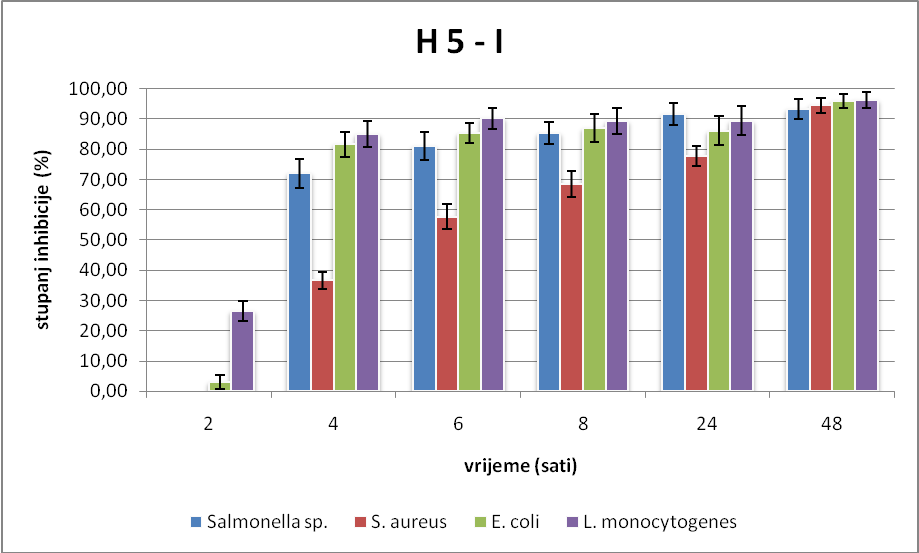 H 5 - I
100,00
90,00
80,00
70,00
60,00
50,00
40,00
30,00
20,00
10,00
0,00
stupanj inhibicije (%)
2 4 6 8 24 48
vrijeme (sati)
Salmonella sp. S. aureus E. coli L. monocytogenes